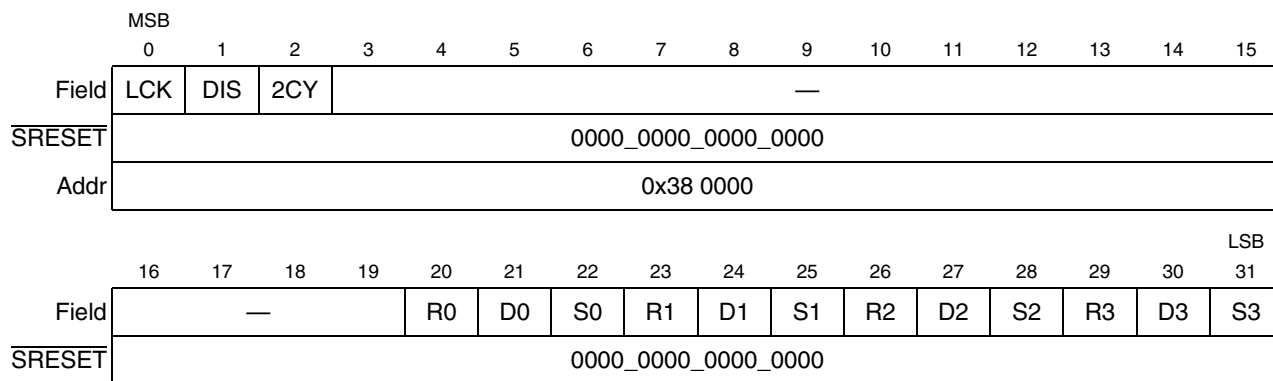 MSB
0 1 2 3 4 5 6 7 8 9 10 11 12 13 14 15
Field LCK DIS 2CY —
SRESET 0000_0000_0000_0000
Addr 0x38 0000
LSB
16 17 18 19 20 21 22 23 24 25 26 27 28 29 30 31
Field — R0 D0 S0 R1 D1 S1 R2 D2 S2 R3 D3 S3
SRESET 0000_0000_0000_0000